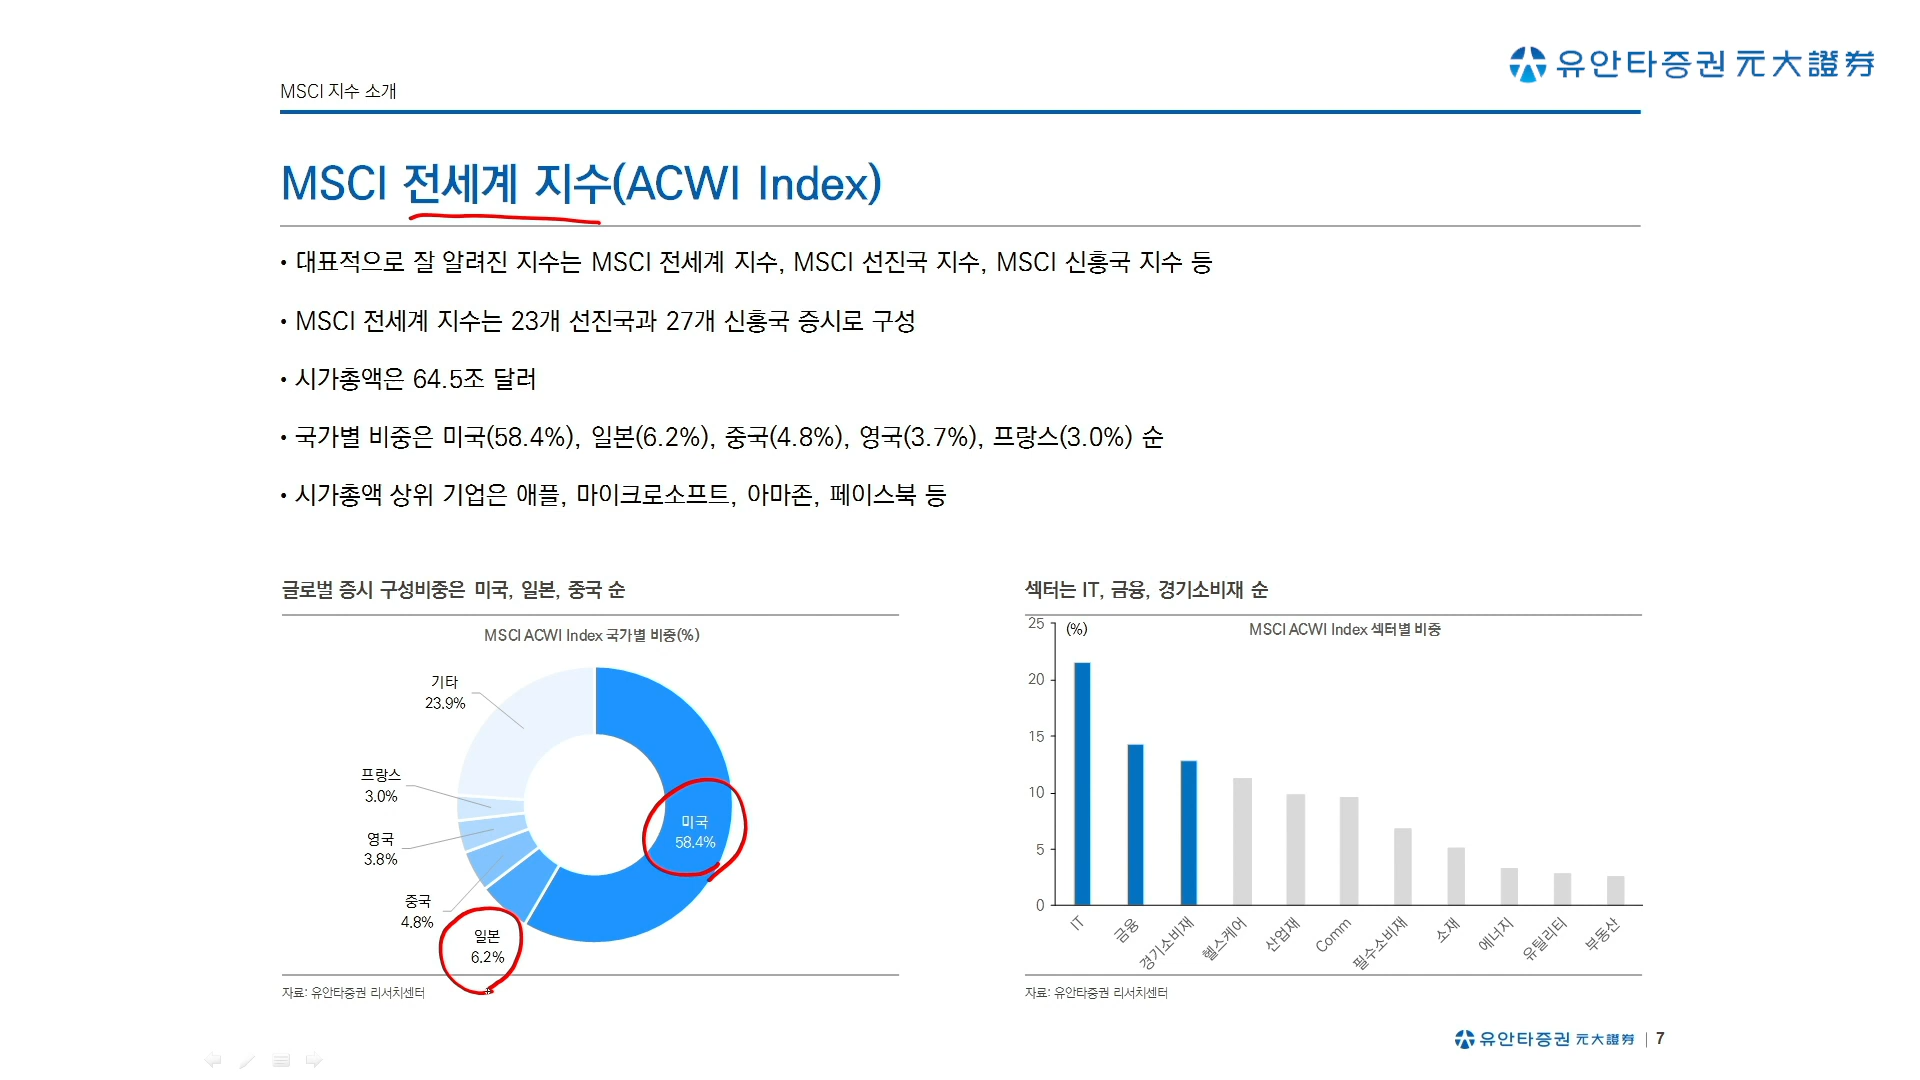 유안타증권 元大證券
MSCI 지수 소개
MSCI 전세계 지수(ACWI Index)
• 대표적으로 잘 알려진 지수는 MSCI 전세계 지수, MSCI 선진국 지수, MSCI 신흥국 지수 등
• MSCI 전세계 지수는 23개 선진국과 27개 신흥국 증시로 구성
• 시가총액은 64.5조 달러
• 국가별 비중은 미국(58.4%), 일본(6.2%), 중국(4.8%), 영국(3.7%), 프랑스(3.0%) 순
• 시가총액 상위 기업은 애플, 마이크로소프트, 아마존, 페이스북 등
글로벌 증시 구성비중은 미국, 일본, 중국 순
MSCI ACWI Index 국가별 비중(%)
기타
23.9%
프랑스
3.0%
영국
3.8%
중국
4.8%
일본
6.2%
미국
58.4%
자료: 유안타증권 리서치센터
섹터는 IT, 금융, 경기소비재 순
MSCI ACWI Index 섹터별 비중
(%)
25
20
15
10
5
0
IT
금융
경기소비재
헬스케어
산업재
Comm
필수소비재
소재
에너지
유틸리티
부동산
자료: 유안타증권 리서치센터
유안타증권 元大證券 | 7